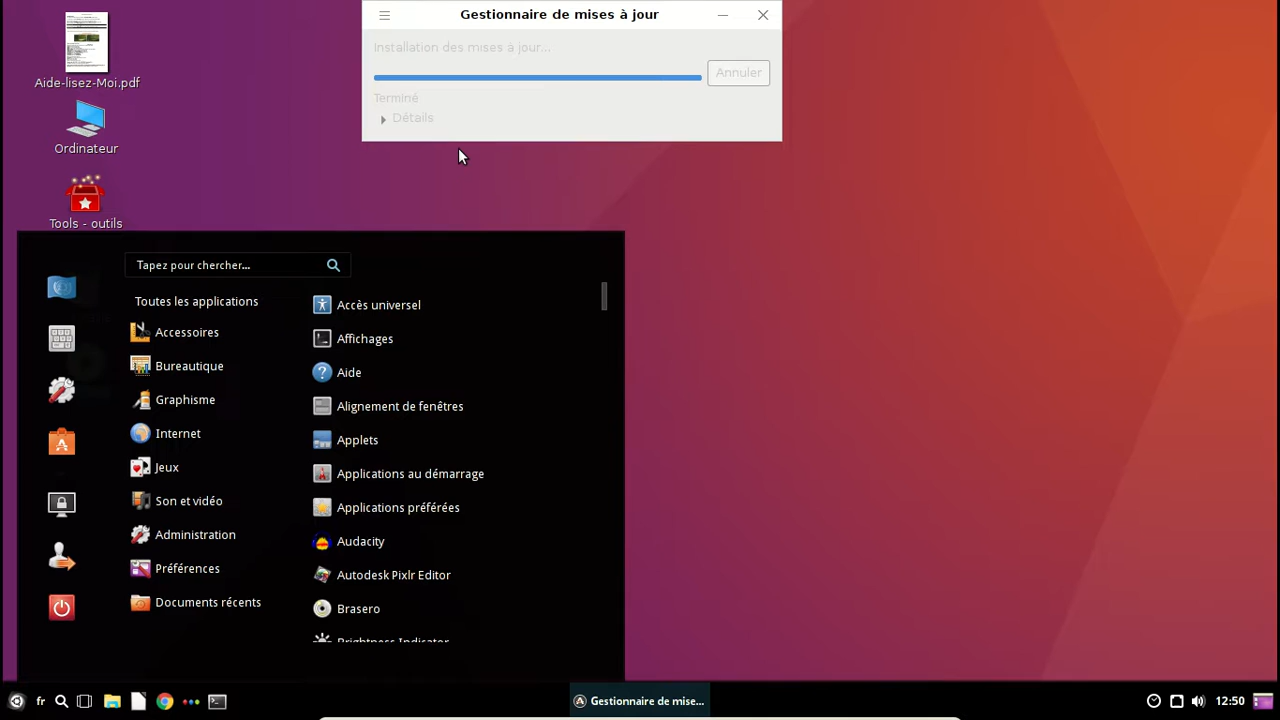 Gestionnaire de mises à jour
Installation des mises à jour...
Annuler
Terminé
Détails
Aide-lisez-Moi.pdf
Ordinateur
Tools - outils
Tapez pour chercher...
Toutes les applications
Accessoires
Bureautique
Graphisme
Internet
Jeux
Son et vidéo
Administration
Préférences
Documents récents
Accès universel
Affichages
Aide
Alignement de fenêtres
Applets
Applications au démarrage
Applications préférées
Audacity
Autodesk Pixlr Editor
Brasero
Brightness Indicator
fr
Gestionnaire de mise...
12:50